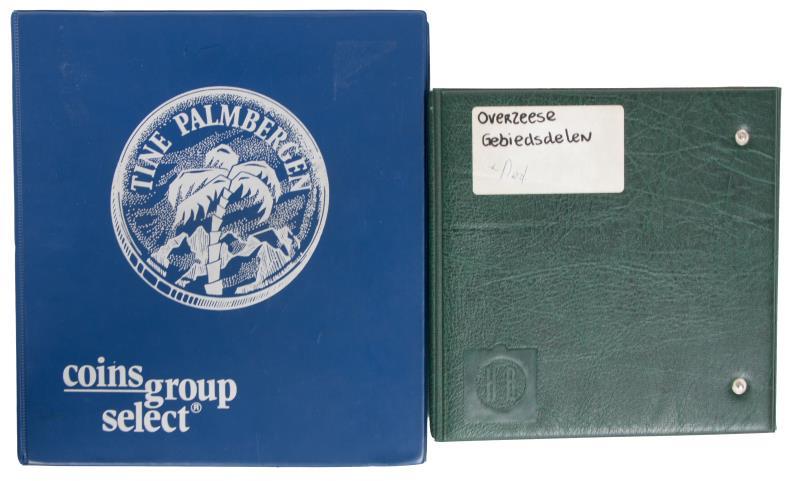 TINE PALMBERGEN
coins
group
select®
Overzeese
Gebiedsdelen